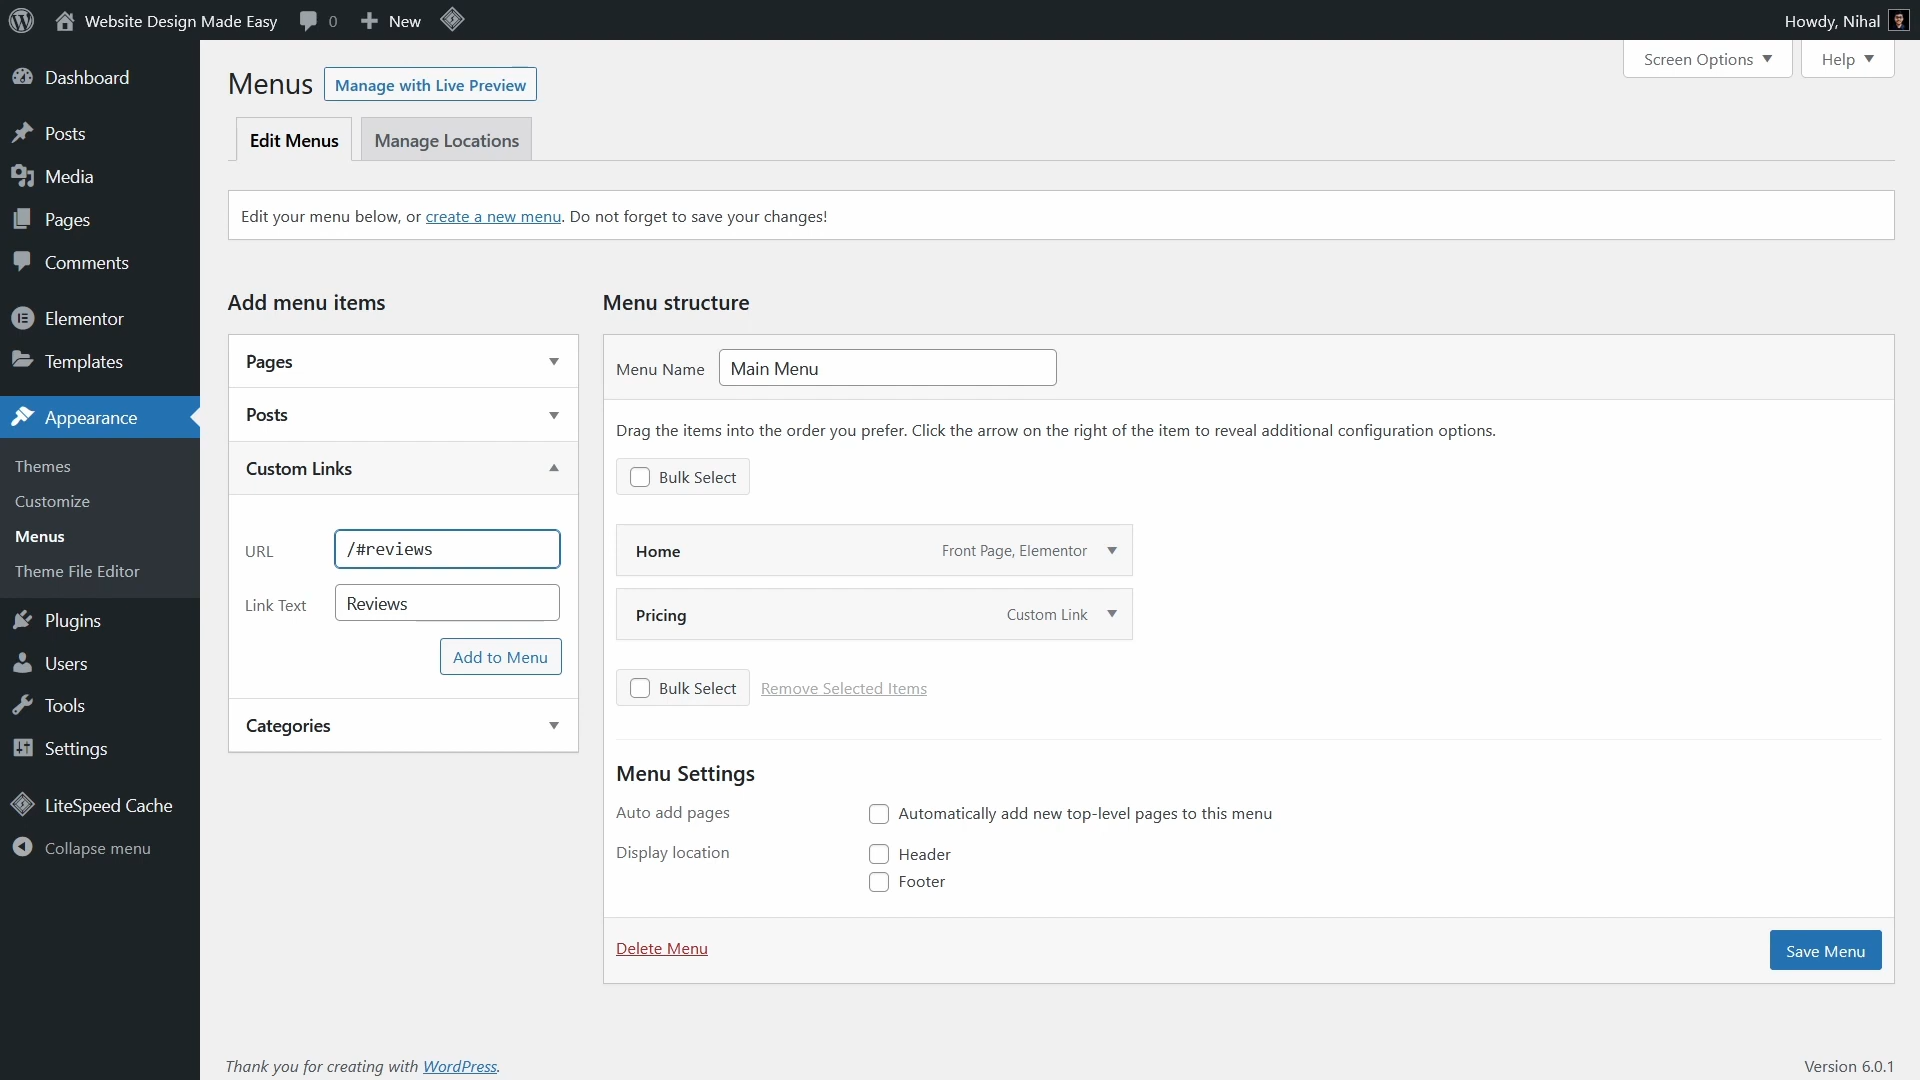 Website Design Made Easy 0 New Howdy, Nihal
Screen Options Help
Dashboard
Posts
Media
Pages
Comments
Elementor
Templates
Appearance
Themes
Customize
Menus
Theme File Editor
Plugins
Users
Tools
Settings
LiteSpeed Cache
Collapse menu
Menus Manage with Live Preview
Edit Menus Manage Locations
Edit your menu below, or create a new menu. Do not forget to save your changes!
Add menu items
Pages
Posts
Custom Links
URL /#reviews
Link Text Reviews
Add to Menu
Categories
Menu structure
Menu Name Main Menu
Drag the items into the order you prefer. Click the arrow on the right of the item to reveal additional configuration options.
Bulk Select
Home Front Page, Elementor
Pricing Custom Link
Bulk Select Remove Selected Items
Menu Settings
Auto add pages Automatically add new top-level pages to this menu
Display location Header
Footer
Delete Menu Save Menu
Thank you for creating with WordPress. Version 6.0.1